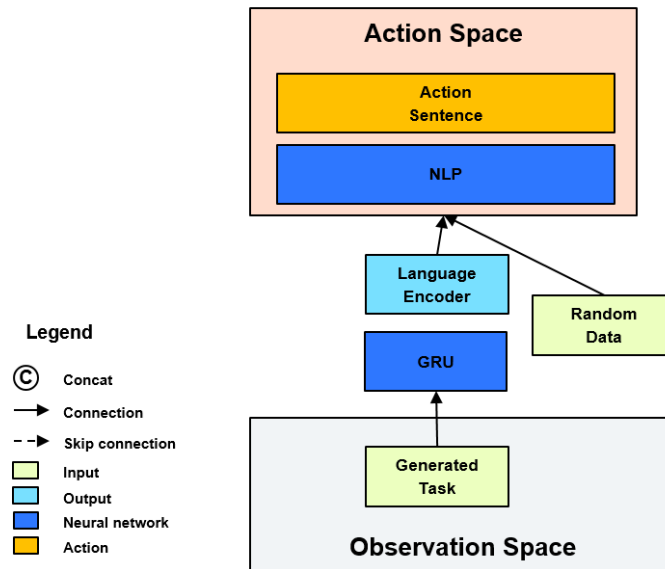 Action Space
Action
Sentence
NLP
Language
Encoder
Random
Data
GRU
Generated
Task
Observation Space
Legend
C Concat
Connection
Skip connection
Input
Output
Neural network
Action